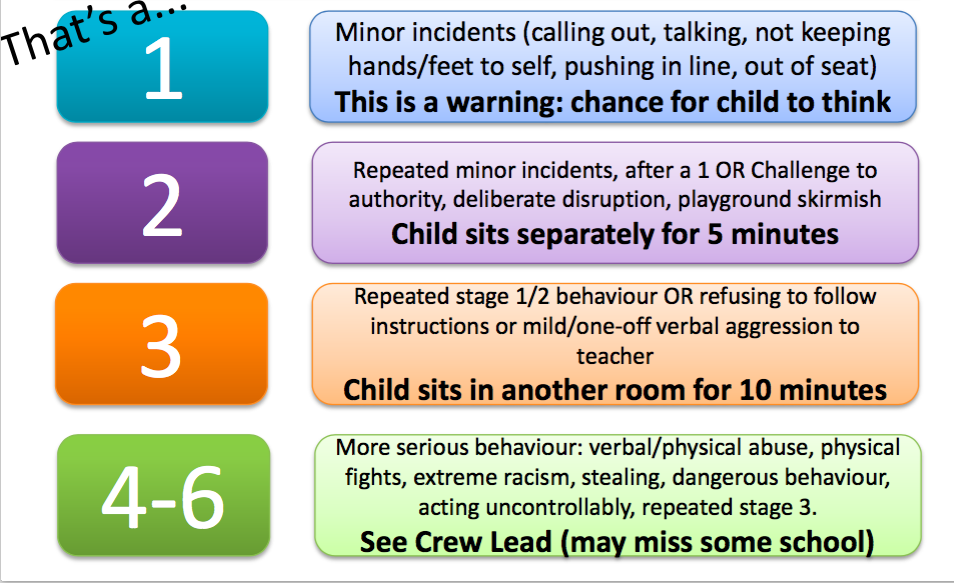 That's a...
1
Minor incidents (calling out, talking, not keeping
hands/feet to self, pushing in line, out of seat)
This is a warning: chance for child to think
2
Repeated minor incidents, after a 1 OR Challenge to
authority, deliberate disruption, playground skirmish
Child sits separately for 5 minutes
3
Repeated stage 1/2 behaviour OR refusing to follow
instructions or mild/one-off verbal aggression to
teacher
Child sits in another room for 10 minutes
4-6
More serious behaviour: verbal/physical abuse, physical
fights, extreme racism, stealing, dangerous behaviour,
acting uncontrollably, repeated stage 3.
See Crew Lead (may miss some school)